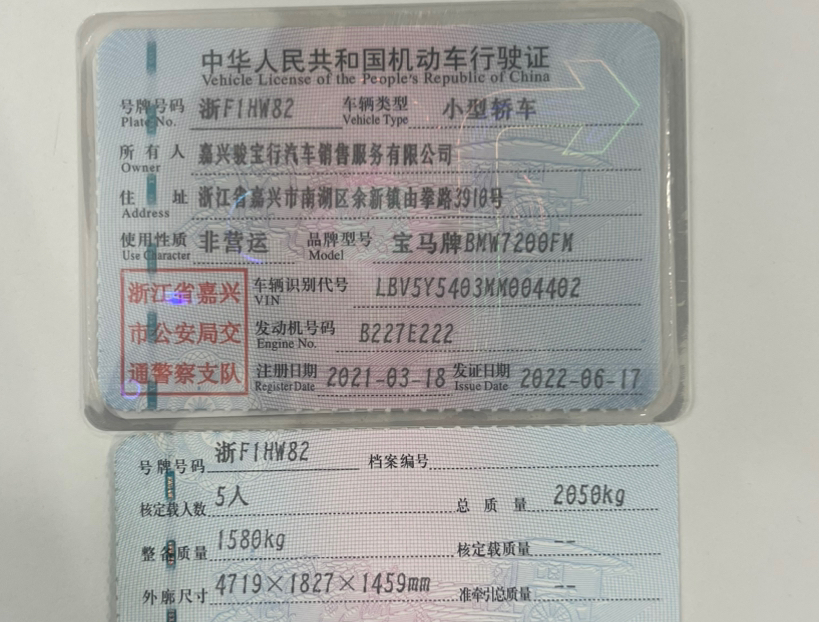 中华人民共和国机动车行驶证
Vehicle License of the People's Republic of China
号牌号码 浙F1HW82 车辆类型 小型轿车
Plate No. Vehicle Type
所有人 嘉兴骏宝行汽车销售服务有限公司
Owner
住址 浙江省嘉兴市南湖区余新镇由拳路3910号
Address
使用性质 非营运 品牌型号 宝马牌BMW7200FM
Use Character Model
浙江省嘉兴 车辆识别代号 LBV5Y5403MM004402
VIN
市公安局交 发动机号码 B227E222
Engine No.
通警察支队 注册日期 2021-03-18 发证日期 2022-06-17
Register Date Issue Date
号牌号码 浙F1HW82 档案编号
核定载人数 5人 总质量 2050kg
整备质量 1580kg 核定载质量 --
外廓尺寸 4719×1827×1459mm 准牵引总质量 --